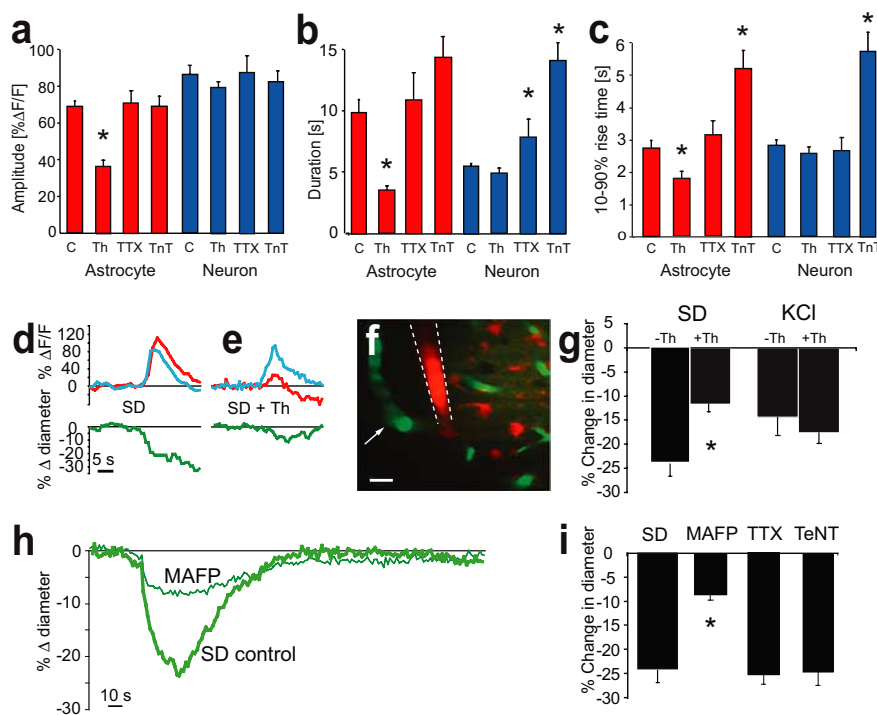 a
Amplitude [%ΔF/F]
100
80
60
40
20
0
*
C Th TTX TnT C Th TTX TnT
Astrocyte Neuron
b
Duration [s]
15
10
5
0
*
*
*
C Th TTX TnT C Th TTX TnT
Astrocyte Neuron
c
10-90% rise time [s]
6
5
4
3
2
1
0
*
*
*
C Th TTX TnT C Th TTX TnT
Astrocyte Neuron
d
% ΔF/F
120
80
40
0
SD
% Δ diameter
0
-10
-20
-30
5 s
e
SD + Th
f
g
SD KCl
-Th +Th -Th +Th
% Change in diameter
0
-5
-10
-15
-20
-25
-30
*
h
% Δ diameter
0
-10
-20
-30
MAFP
SD control
10 s
i
SD MAFP TTX TeNT
% Change in diameter
0
-5
-10
-15
-20
-25
-30
*